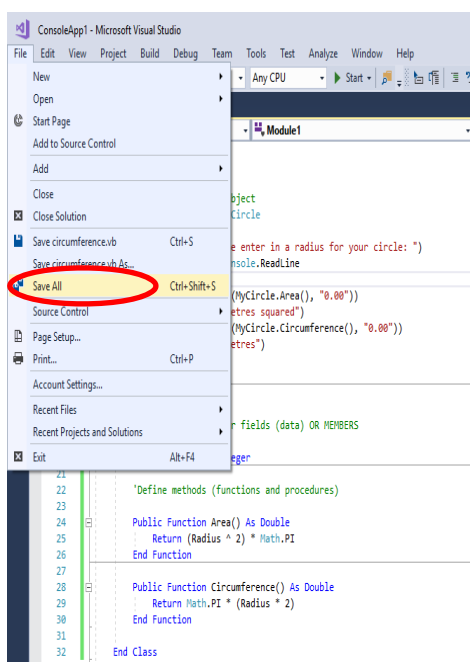 ConsoleApp1 - Microsoft Visual Studio
File Edit View Project Build Debug Team Tools Test Analyze Window Help
New
Any CPU Start
Open
Start Page
Module1
Add to Source Control
Add
Close
bject
Close Solution
Circle
Save circumference.vb Ctrl+S
e enter in a radius for your circle: ")
Save circumference.vb As...
nsole.ReadLine
Save All Ctrl+Shift+S
(MyCircle.Area(), "0.00"))
Source Control
etres squared")
(MyCircle.Circumference(), "0.00"))
Page Setup...
etres")
Print... Ctrl+P
Account Settings...
Recent Files
r fields (data) OR MEMBERS
Recent Projects and Solutions
Exit Alt+F4
eger
21
22 'Define methods (functions and procedures)
23
24 Public Function Area() As Double
25 Return (Radius ^ 2) * Math.PI
26 End Function
27
28 Public Function Circumference() As Double
29 Return Math.PI * (Radius * 2)
30 End Function
31
32 End Class